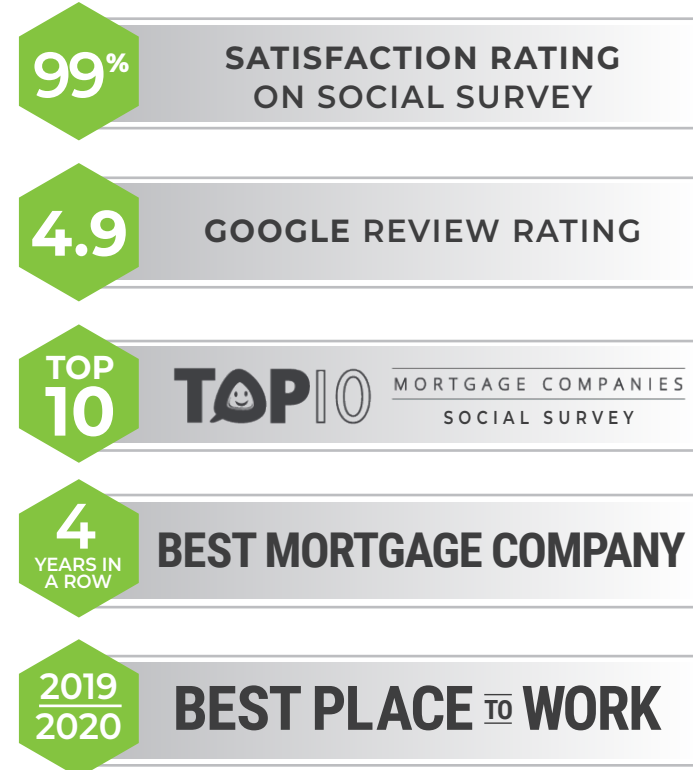 99%
SATISFACTION RATING
ON SOCIAL SURVEY
4.9
GOOGLE REVIEW RATING
TOP
10
TOP10
MORTGAGE COMPANIES
SOCIAL SURVEY
4
YEARS IN
A ROW
BEST MORTGAGE COMPANY
2019
2020
BEST PLACE TO WORK